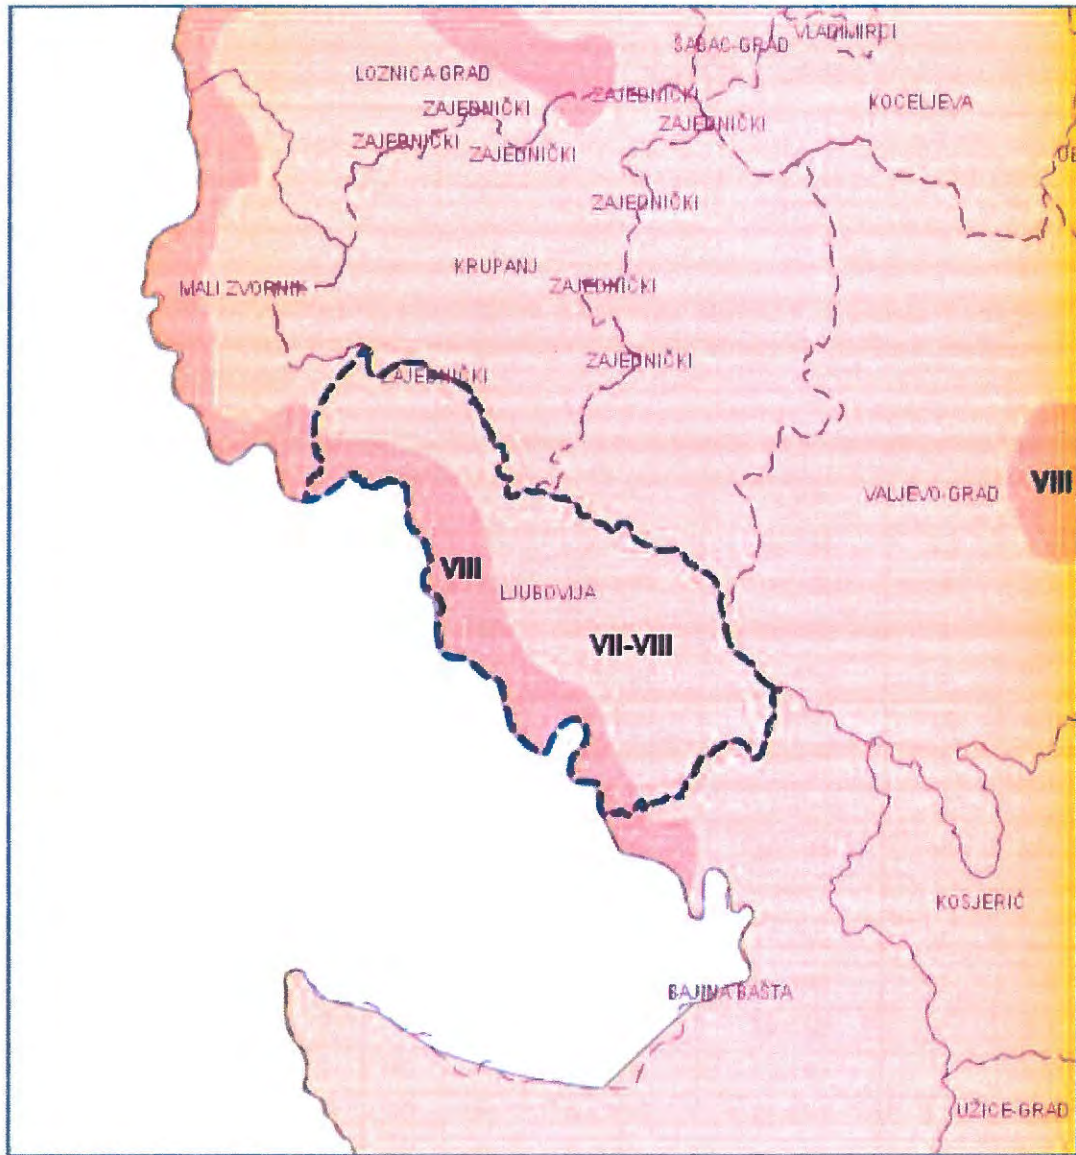 VLADIMIRCI
ŠABAC-GRAD
LOZNICA-GRAD
ZAJEDNIČKI
KOCELJEVA
ZAJEDNIČKI
ZAJEDNIČKI
ZAJEDNIČKI
ZAJEDNIČKI
ZAJEDNIČKI
ZAJEDNIČKI
KRUPANJ
MALI ZVORNIK
ZAJEDNIČKI
ZAJEDNIČKI
ZAJEDNIČKI
VIII
VALJEVO-GRAD
VIII
LJUBOVIJA
VII-VIII
KOSJERIĆ
BAJINA BAŠTA
UŽICE-GRAD